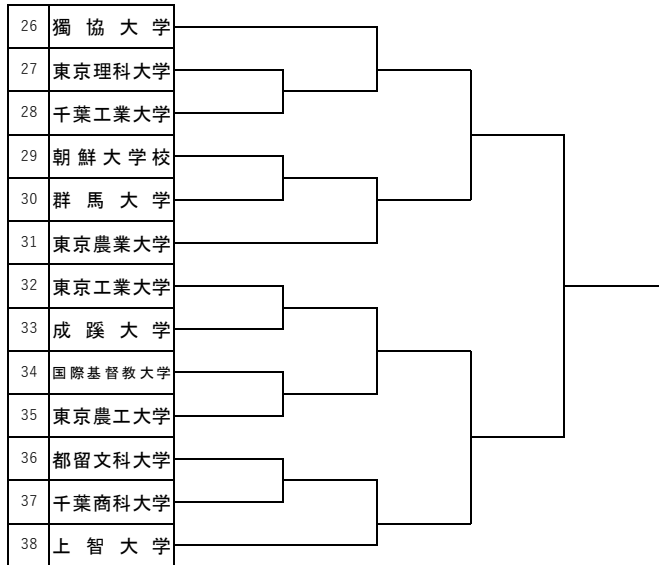 26 獨協大学
27 東京理科大学
28 千葉工業大学
29 朝鮮大学校
30 群馬大学
31 東京農業大学
32 東京工業大学
33 成蹊大学
34 国際基督教大学
35 東京農工大学
36 都留文科大学
37 千葉商科大学
38 上智大学